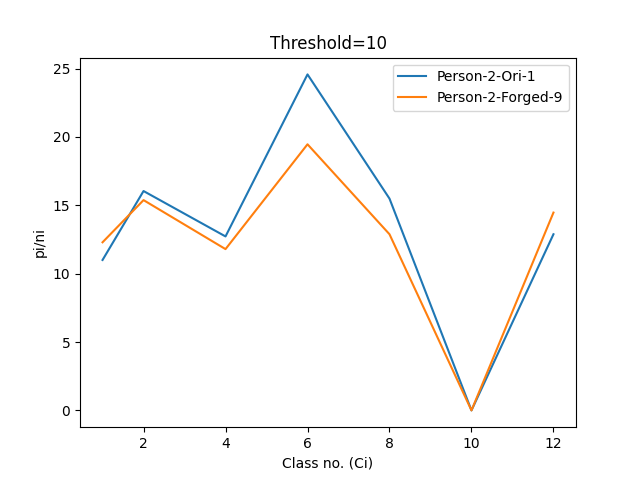 Threshold=10
Person-2-Ori-1
Person-2-Forged-9
25
20
15
10
5
0
pi/ni
2 4 6 8 10 12
Class no. (Ci)